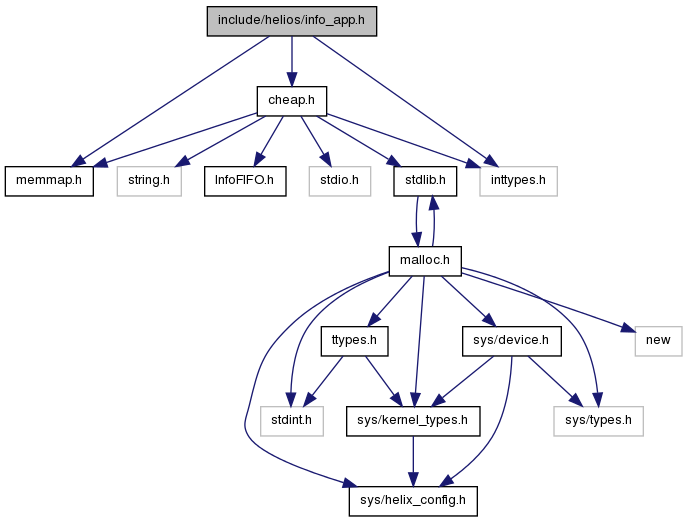 include/helios/info_app.h
cheap.h
memmap.h
string.h
InfoFIFO.h
stdio.h
stdlib.h
inttypes.h
malloc.h
ttypes.h
sys/device.h
new
stdint.h
sys/kernel_types.h
sys/types.h
sys/helix_config.h